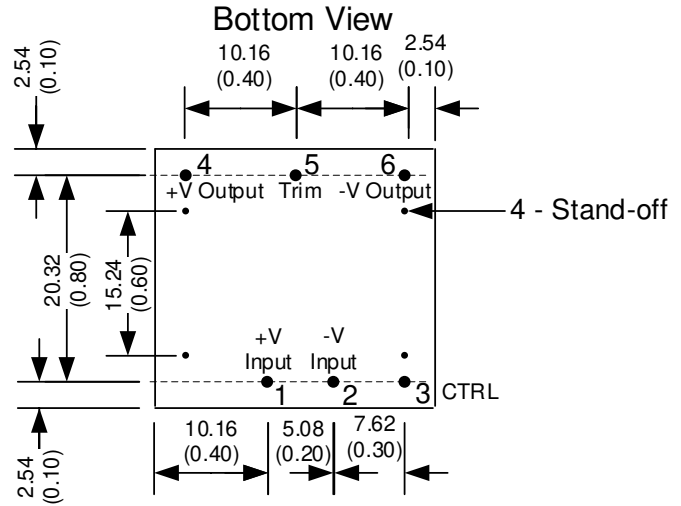 Bottom View
2.54
(0.10)
10.16
(0.40)
10.16
(0.40)
2.54
(0.10)
4
5
6
+V Output
Trim
-V Output
4 - Stand-off
20.32
(0.80)
15.24
(0.60)
+V
Input
-V
Input
1
2
3
CTRL
2.54
(0.10)
10.16
(0.40)
5.08
(0.20)
7.62
(0.30)